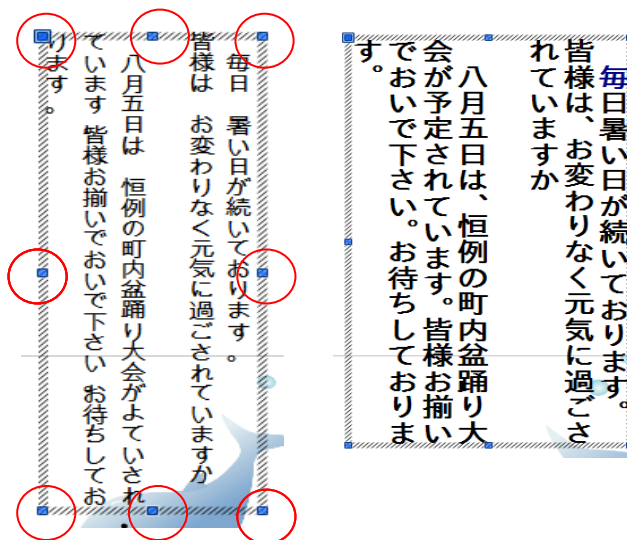 毎日　暑い日が続いております。
皆様は　お変わりなく元気に過ごされていますか
八月五日は　恒例の町内盆踊り大会がよていされ
ています 皆様お揃いでおいで下さい お待ちしてお
ります。
毎日暑い日が続いております。
皆様は、お変わりなく元気に過ごさ
れていますか
八月五日は、恒例の町内盆踊り大
会が予定されています。皆様お揃い
でおいで下さい。お待ちしておりま
す。